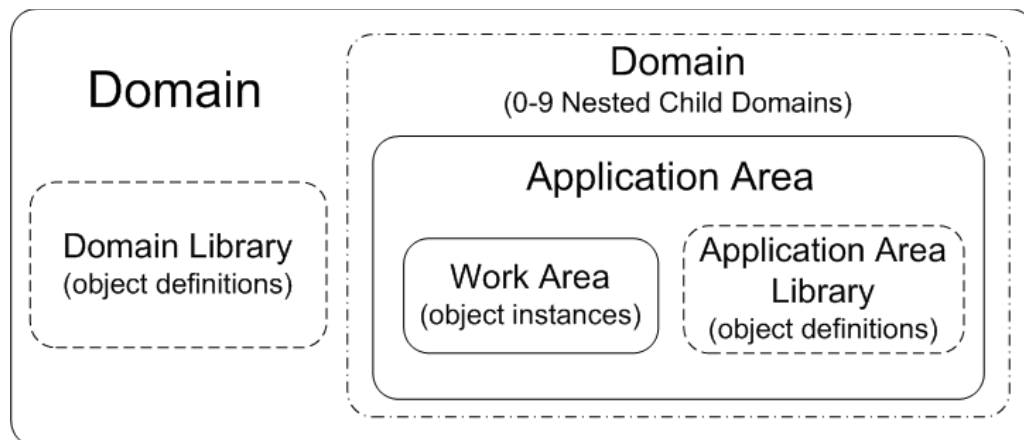 Domain
Domain Library
(object definitions)
Domain
(0-9 Nested Child Domains)
Application Area
Work Area
(object instances)
Application Area
Library
(object definitions)